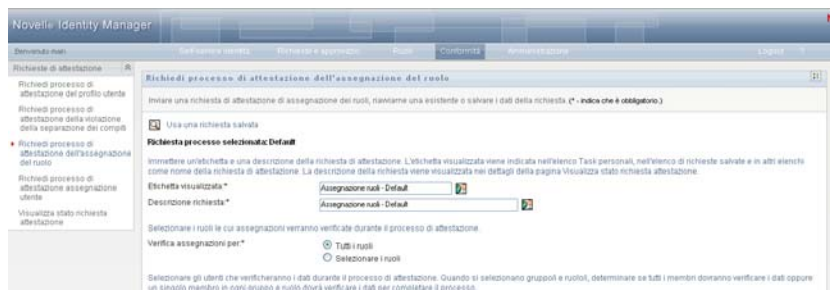 Novell® Identity Manager
Benvenuto mari
Self-service identità
Richieste e approvazioni
Ruoli
Conformità
Amministrazione
Logout ?
Richieste di attestazione
Richiedi processo di
attestazione del profilo utente
Richiedi processo di
attestazione della violazione
della separazione dei compiti
Richiedi processo di
attestazione dell'assegnazione
del ruolo
Richiedi processo di
attestazione assegnazione
utente
Visualizza stato richiesta
attestazione
Richiedi processo di attestazione dell'assegnazione del ruolo
Inviare una richiesta di attestazione di assegnazione dei ruoli, riavviarne una esistente o salvare i dati della richiesta. (* - indica che è obbligatorio.)
Usa una richiesta salvata
Richiesta processo selezionata: Default
Immettere un'etichetta e una descrizione della richiesta di attestazione. L'etichetta visualizzata viene indicata nell'elenco Task personali, nell'elenco di richieste salvate e in altri elenchi
come nome della richiesta di attestazione. La descrizione della richiesta viene visualizzata nei dettagli della pagina Visualizza stato richiesta attestazione.
Etichetta visualizzata:* Assegnazione ruoli - Default
Descrizione richiesta:* Assegnazione ruoli - Default
Selezionare i ruoli le cui assegnazioni verranno verificate durante il processo di attestazione.
Verifica assegnazioni per:* Tutti i ruoli
Selezionare i ruoli
Selezionare gli utenti che verificheranno i dati durante il processo di attestazione. Quando si selezionano gruppoli e ruololi, determinare se tutti i membri dovranno verificare i dati oppure
un singolo membro in ogni gruppo e ruolo dovrà verificare i dati per completare il processo.